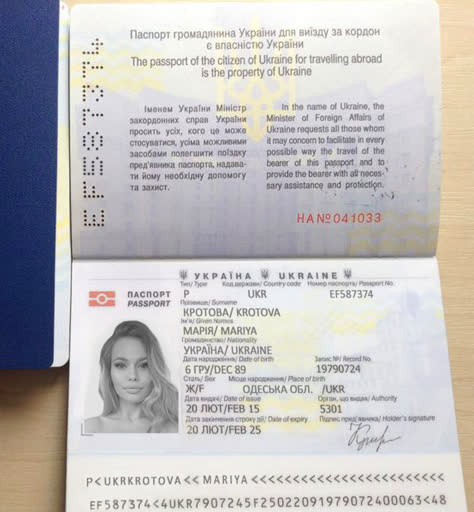 EF587374
Паспорт громадянина України для виїзду за кордон
є власністю України
The passport of the citizen of Ukraine for travelling abroad
is the property of Ukraine
Іменем України Міністр
закордонних справ України
просить усіх, кого це може
стосуватися, усіма можливими
засобами полегшити поїздку
пред'явника паспорта, надава-
ти йому необхідну допомогу
та захист.
In the name of Ukraine, the
Minister of Foreign Affairs of
Ukraine requests all those whom
it may concern to facilitate in every
possible way the travel of the
bearer of this passport and to
provide the bearer with all neces-
sary assistance and protection.
НА№041033
УКРАЇНА UKRAINE
ПАСПОРТ
PASSPORT
Тип/ Type Код держави/ Country code Номер паспорта/ Passport No.
P UKR EF587374
Прізвище/ Surname
КРОТОВА/ KROTOVA
Ім'я/ Given Names
МАРІЯ/ MARIYA
Громадянство/ Nationality
УКРАЇНА/ UKRAINE
Дата народження/ Date of birth Запис №/ Record No.
6 ГРУ/DEC 89 19790724
Стать/ Sex Місце народження/ Place of birth
Ж/F ОДЕСЬКА ОБЛ. /UKR
Дата видачі/ Date of issue Орган, що видав/ Authority
20 ЛЮТ/FEB 15 5301
Дата закінчення строку дії/ Date of expiry Підпис пред'явника/ Holder's signature
20 ЛЮТ/FEB 25
P<UKRKROTOVA<<MARIYA<<<<<<<<<<<<<<<<<<<<<<<
EF587374<4UKR7907245F25022091979072400063<48